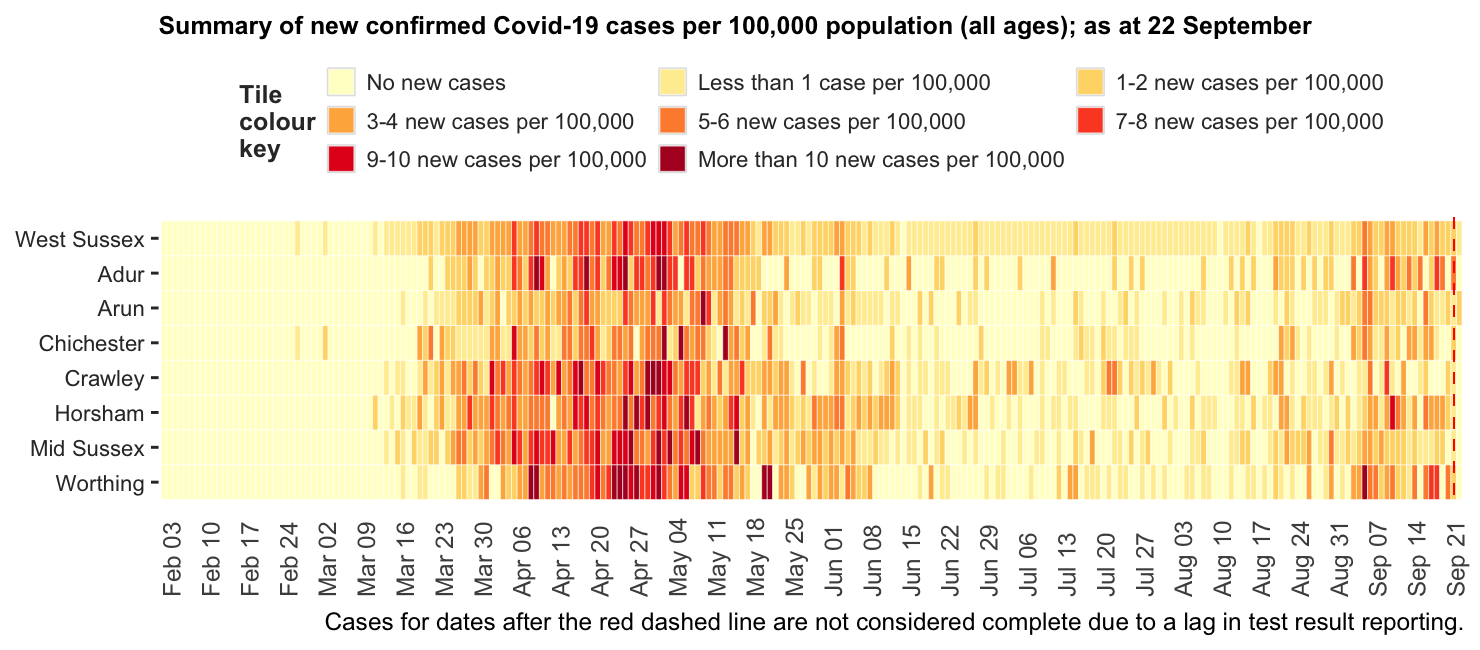 Summary of new confirmed Covid-19 cases per 100,000 population (all ages); as at 22 September
Tile
colour
key
No new cases
Less than 1 case per 100,000
1-2 new cases per 100,000
3-4 new cases per 100,000
5-6 new cases per 100,000
7-8 new cases per 100,000
9-10 new cases per 100,000
More than 10 new cases per 100,000
West Sussex
Adur
Arun
Chichester
Crawley
Horsham
Mid Sussex
Worthing
Feb 03
Feb 10
Feb 17
Feb 24
Mar 02
Mar 09
Mar 16
Mar 23
Mar 30
Apr 06
Apr 13
Apr 20
Apr 27
May 04
May 11
May 18
May 25
Jun 01
Jun 08
Jun 15
Jun 22
Jun 29
Jul 06
Jul 13
Jul 20
Jul 27
Aug 03
Aug 10
Aug 17
Aug 24
Aug 31
Sep 07
Sep 14
Sep 21
Cases for dates after the red dashed line are not considered complete due to a lag in test result reporting.